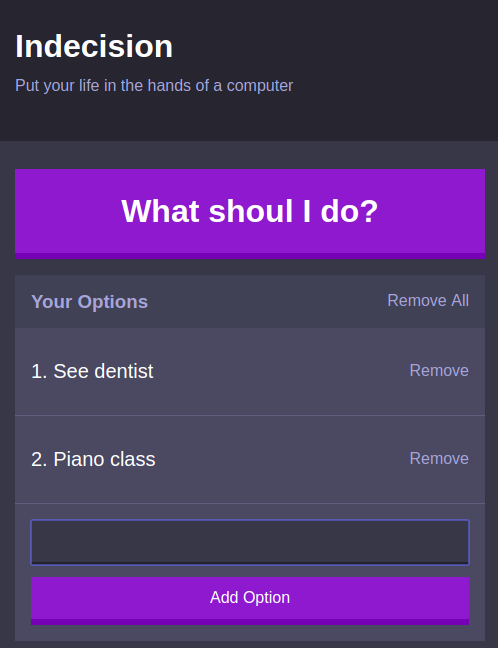 Indecision
Put your life in the hands of a computer
What shoul I do?
Your Options Remove All
1. See dentist Remove
2. Piano class Remove
Add Option